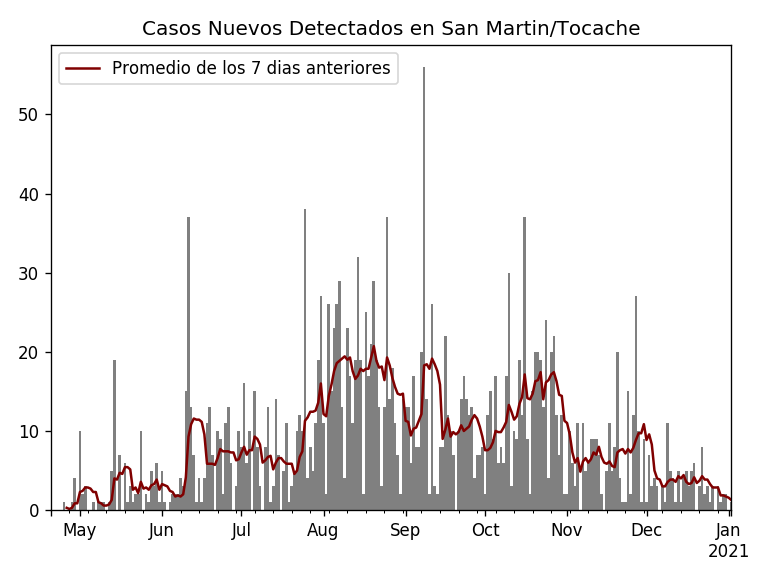 Casos Nuevos Detectados en San Martin/Tocache
Promedio de los 7 dias anteriores
50
40
30
20
10
0
May Jun Jul Aug Sep Oct Nov Dec Jan
2021